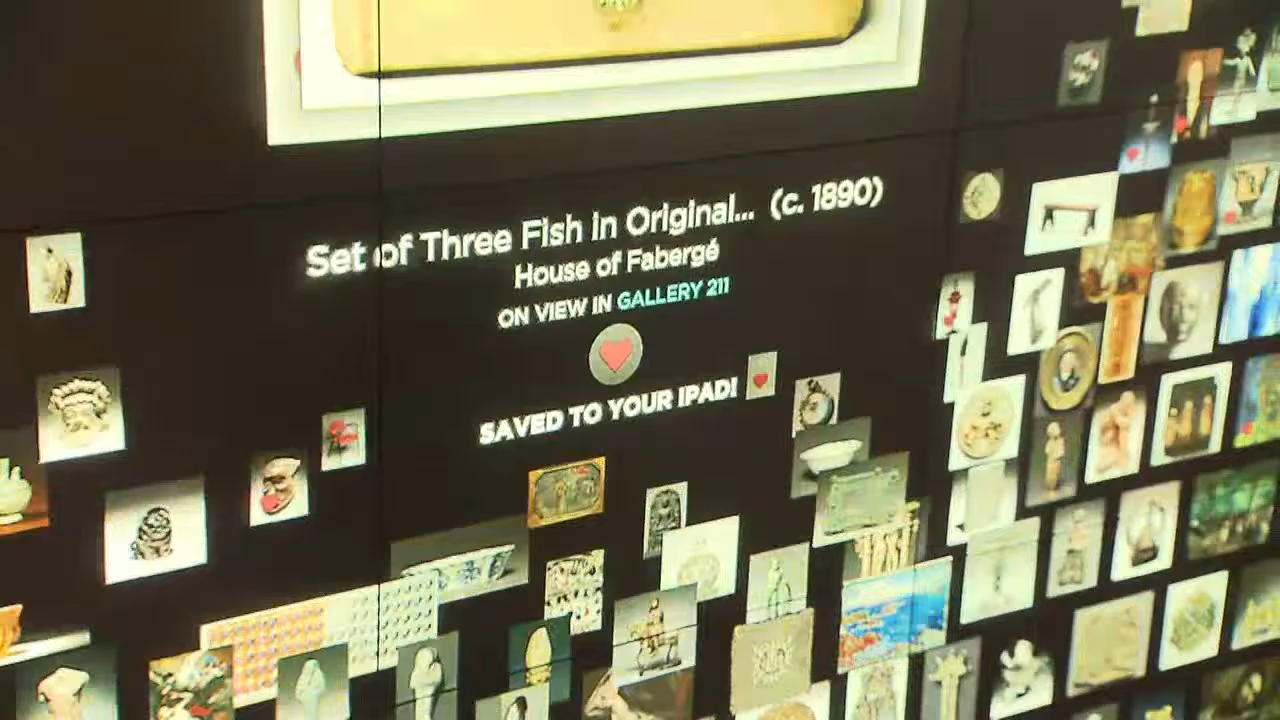 Set of Three Fish in Original... (c. 1890)
House of Fabergé
ON VIEW IN GALLERY 211
SAVED TO YOUR IPAD!